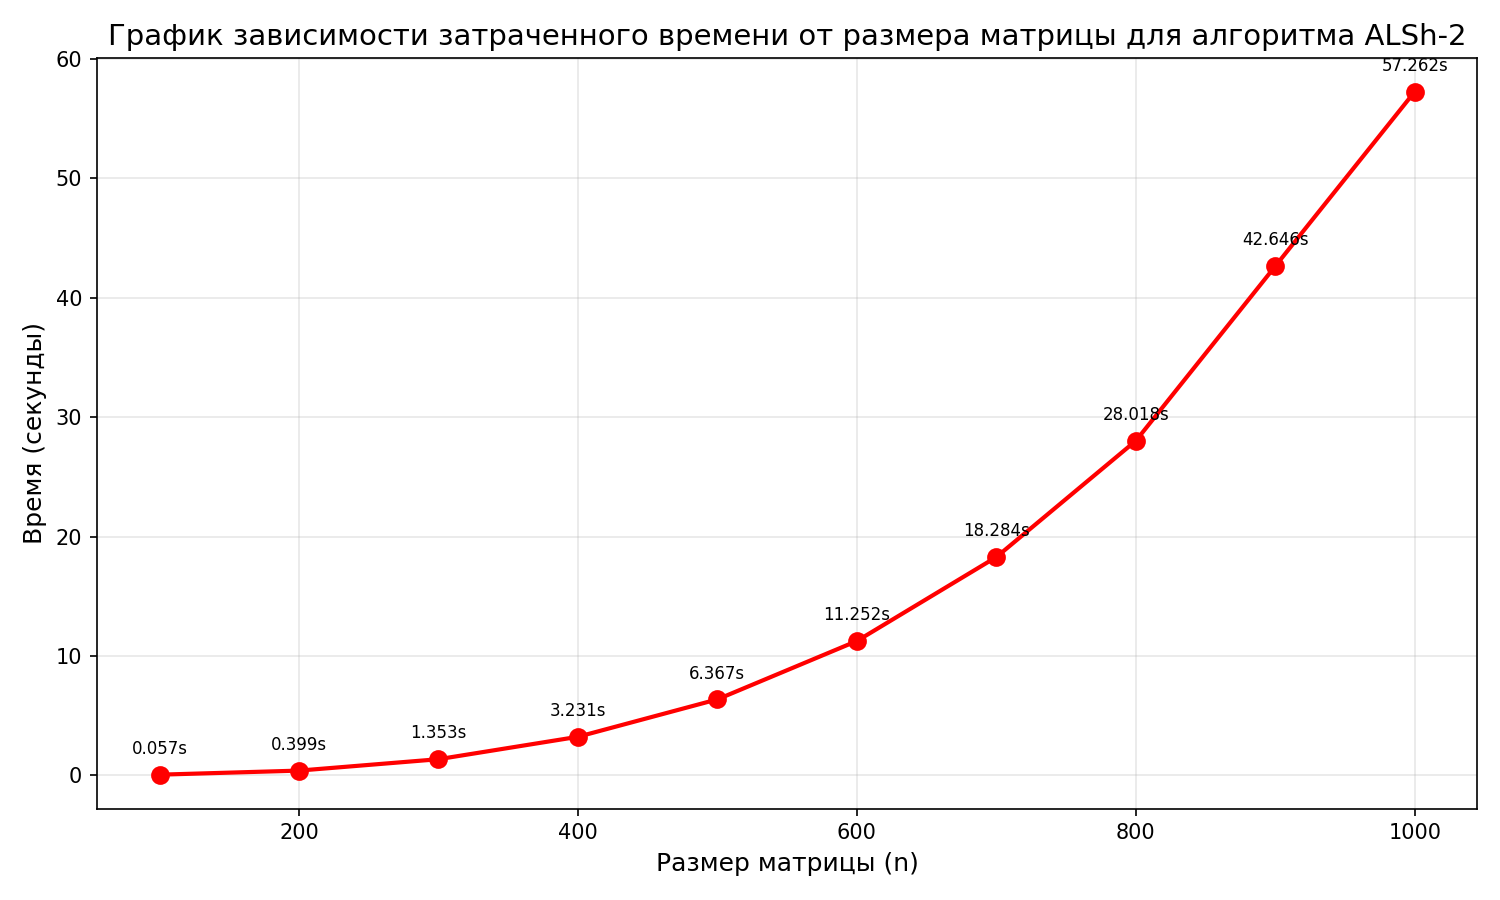 График зависимости затраченного времени от размера матрицы для алгоритма ALSh-2
60
57.262s
50
42.646s
40
30
28.018s
20
18.284s
11.252s
10
6.367s
3.231s
1.353s
0.399s
0.057s
0
Время (секунды)
200 400 600 800 1000
Размер матрицы (n)